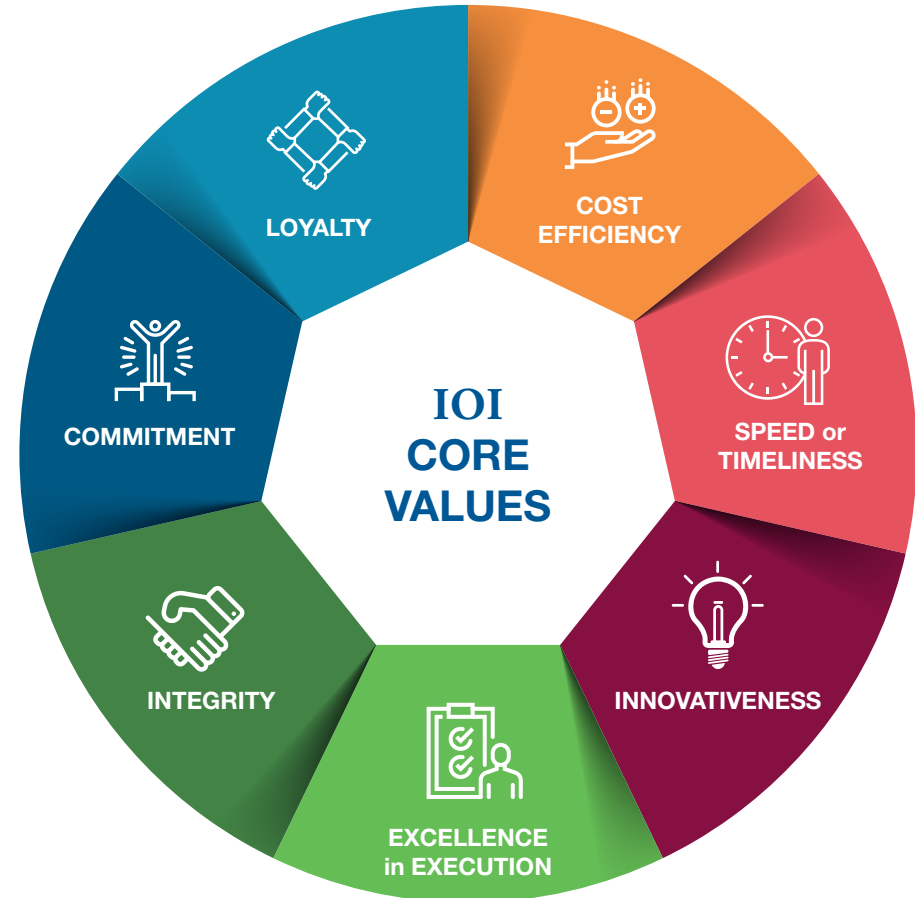 IOI
CORE
VALUES
COST
EFFICIENCY
SPEED or
TIMELINESS
INNOVATIVENESS
EXCELLENCE
in EXECUTION
INTEGRITY
COMMITMENT
LOYALTY